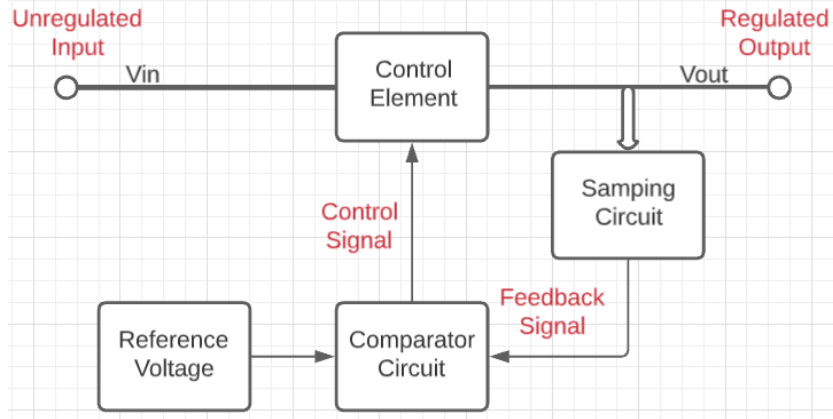 Unregulated
Input
Regulated
Output
Vin
Control
Element
Vout
Samping
Circuit
Control
Signal
Feedback
Signal
Reference
Voltage
Comparator
Circuit